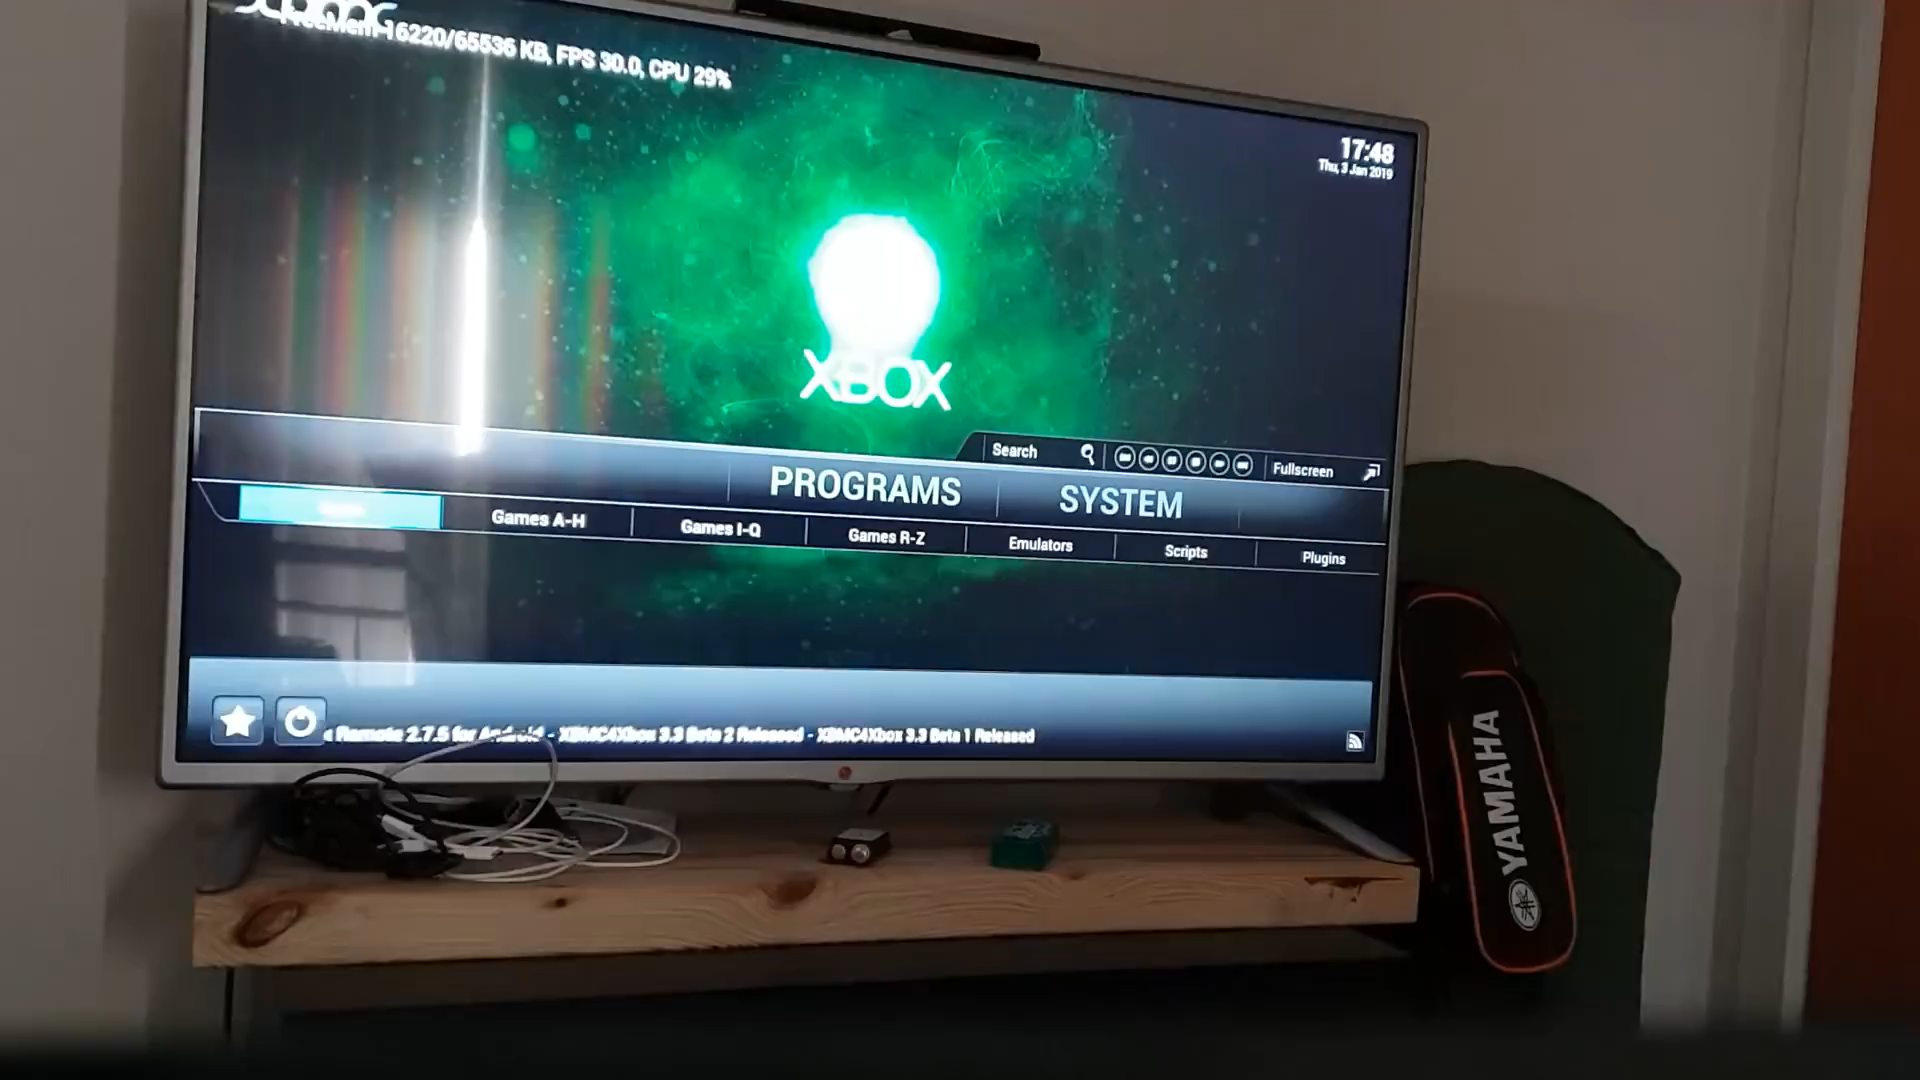 FreeMem 16220/65536 KB, FPS 30.0, CPU 29%
17:48
Thu, 3 Jan 2019
XBOX
Search
Fullscreen
PROGRAMS
SYSTEM
Games A-H
Games I-Q
Games R-Z
Emulators
Scripts
Plugins
Remote 2.7.5 for Android - XBMC4Xbox 3.3 Beta 2 Released - XBMC4Xbox 3.3 Beta 1 Released
YAMAHA